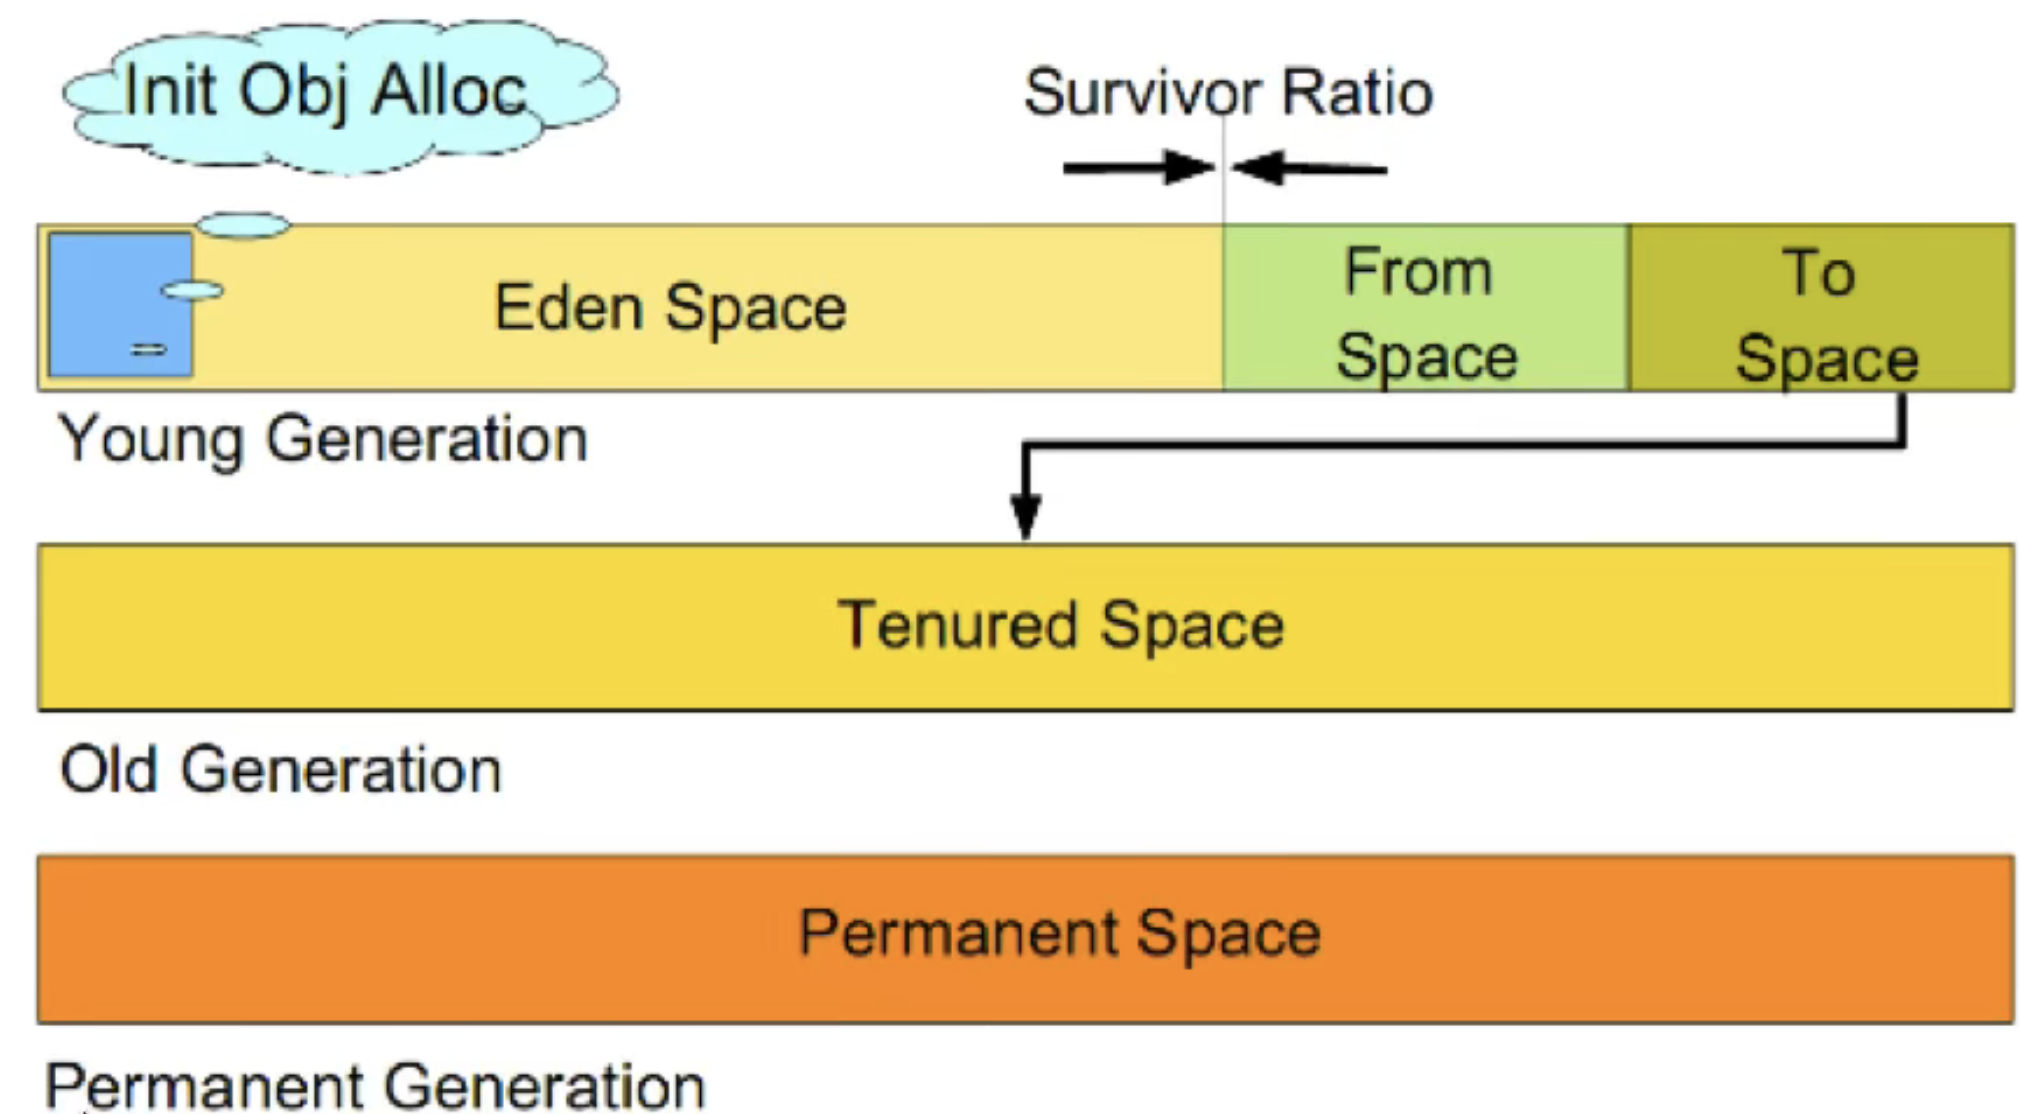 Init Obj Alloc
Survivor Ratio
Eden Space
From
Space
To
Space
Young Generation
Tenured Space
Old Generation
Permanent Space
Permanent Generation